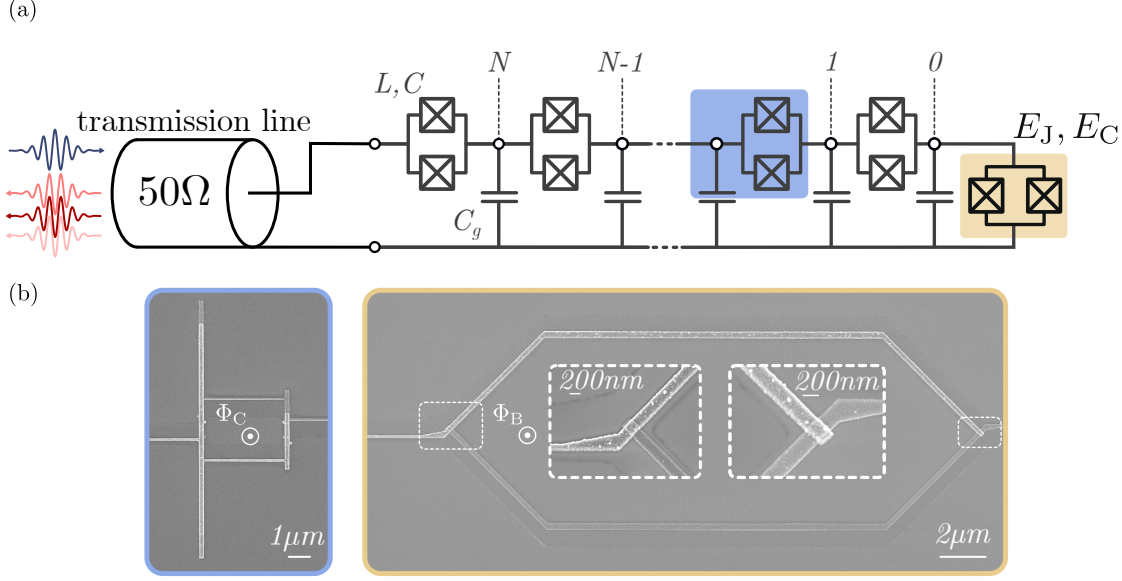 (a)
N
N-1
1
0
L,C
transmission line
E_J, E_C
50Ω
C_g
(b)
Φ_C
1μm
Φ_B
200nm
200nm
2μm